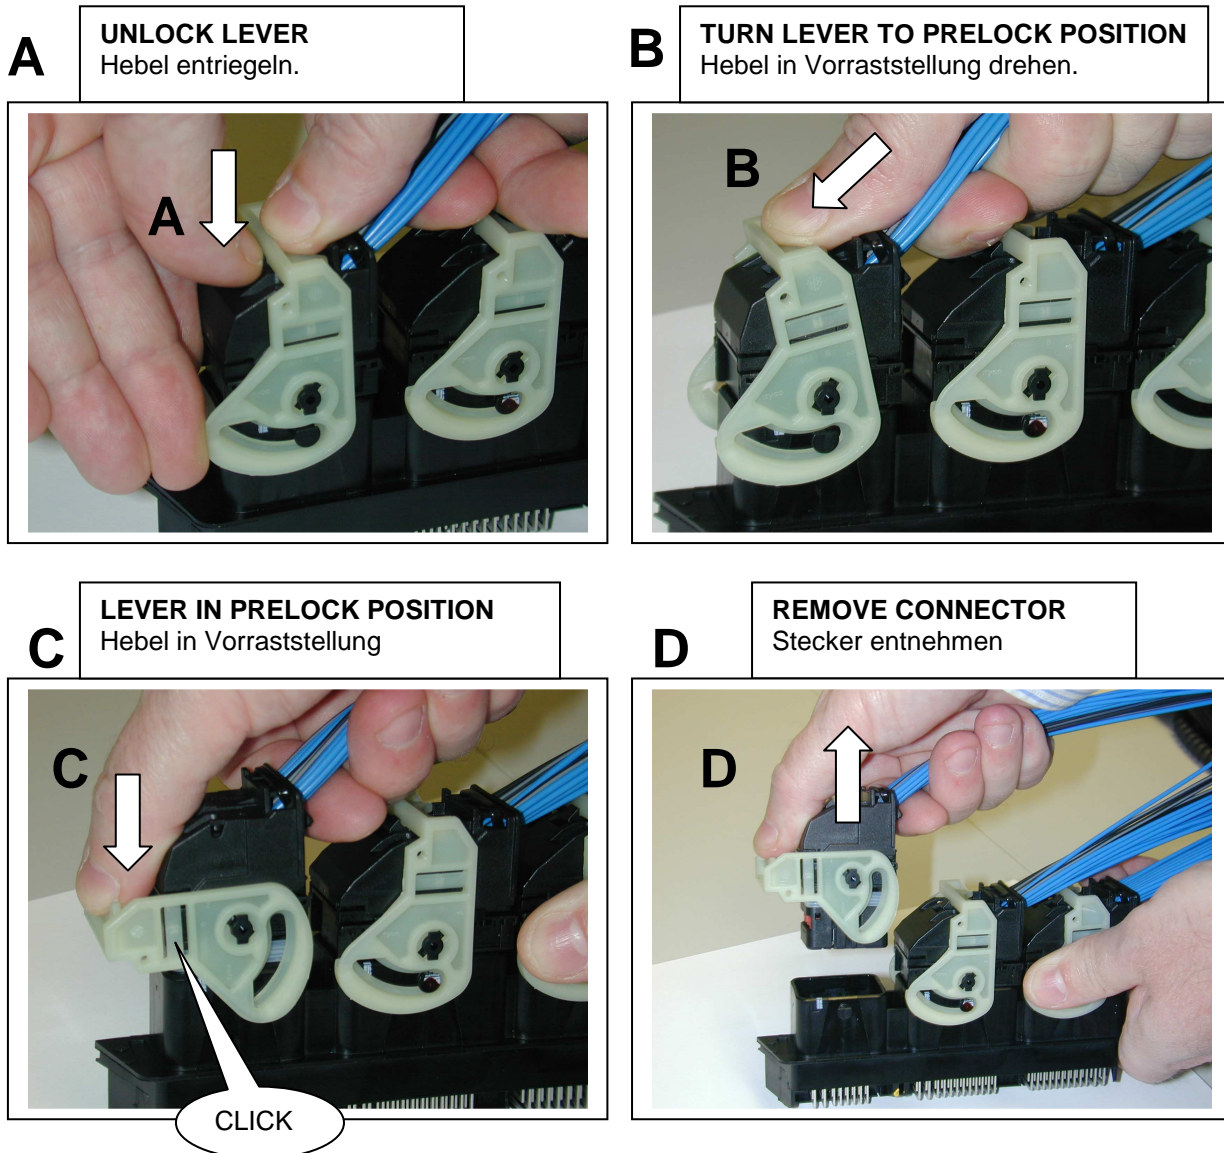 A
UNLOCK LEVER
Hebel entriegeln.
A
B
TURN LEVER TO PRELOCK POSITION
Hebel in Vorraststellung drehen.
B
C
LEVER IN PRELOCK POSITION
Hebel in Vorraststellung
C
CLICK
D
REMOVE CONNECTOR
Stecker entnehmen
D